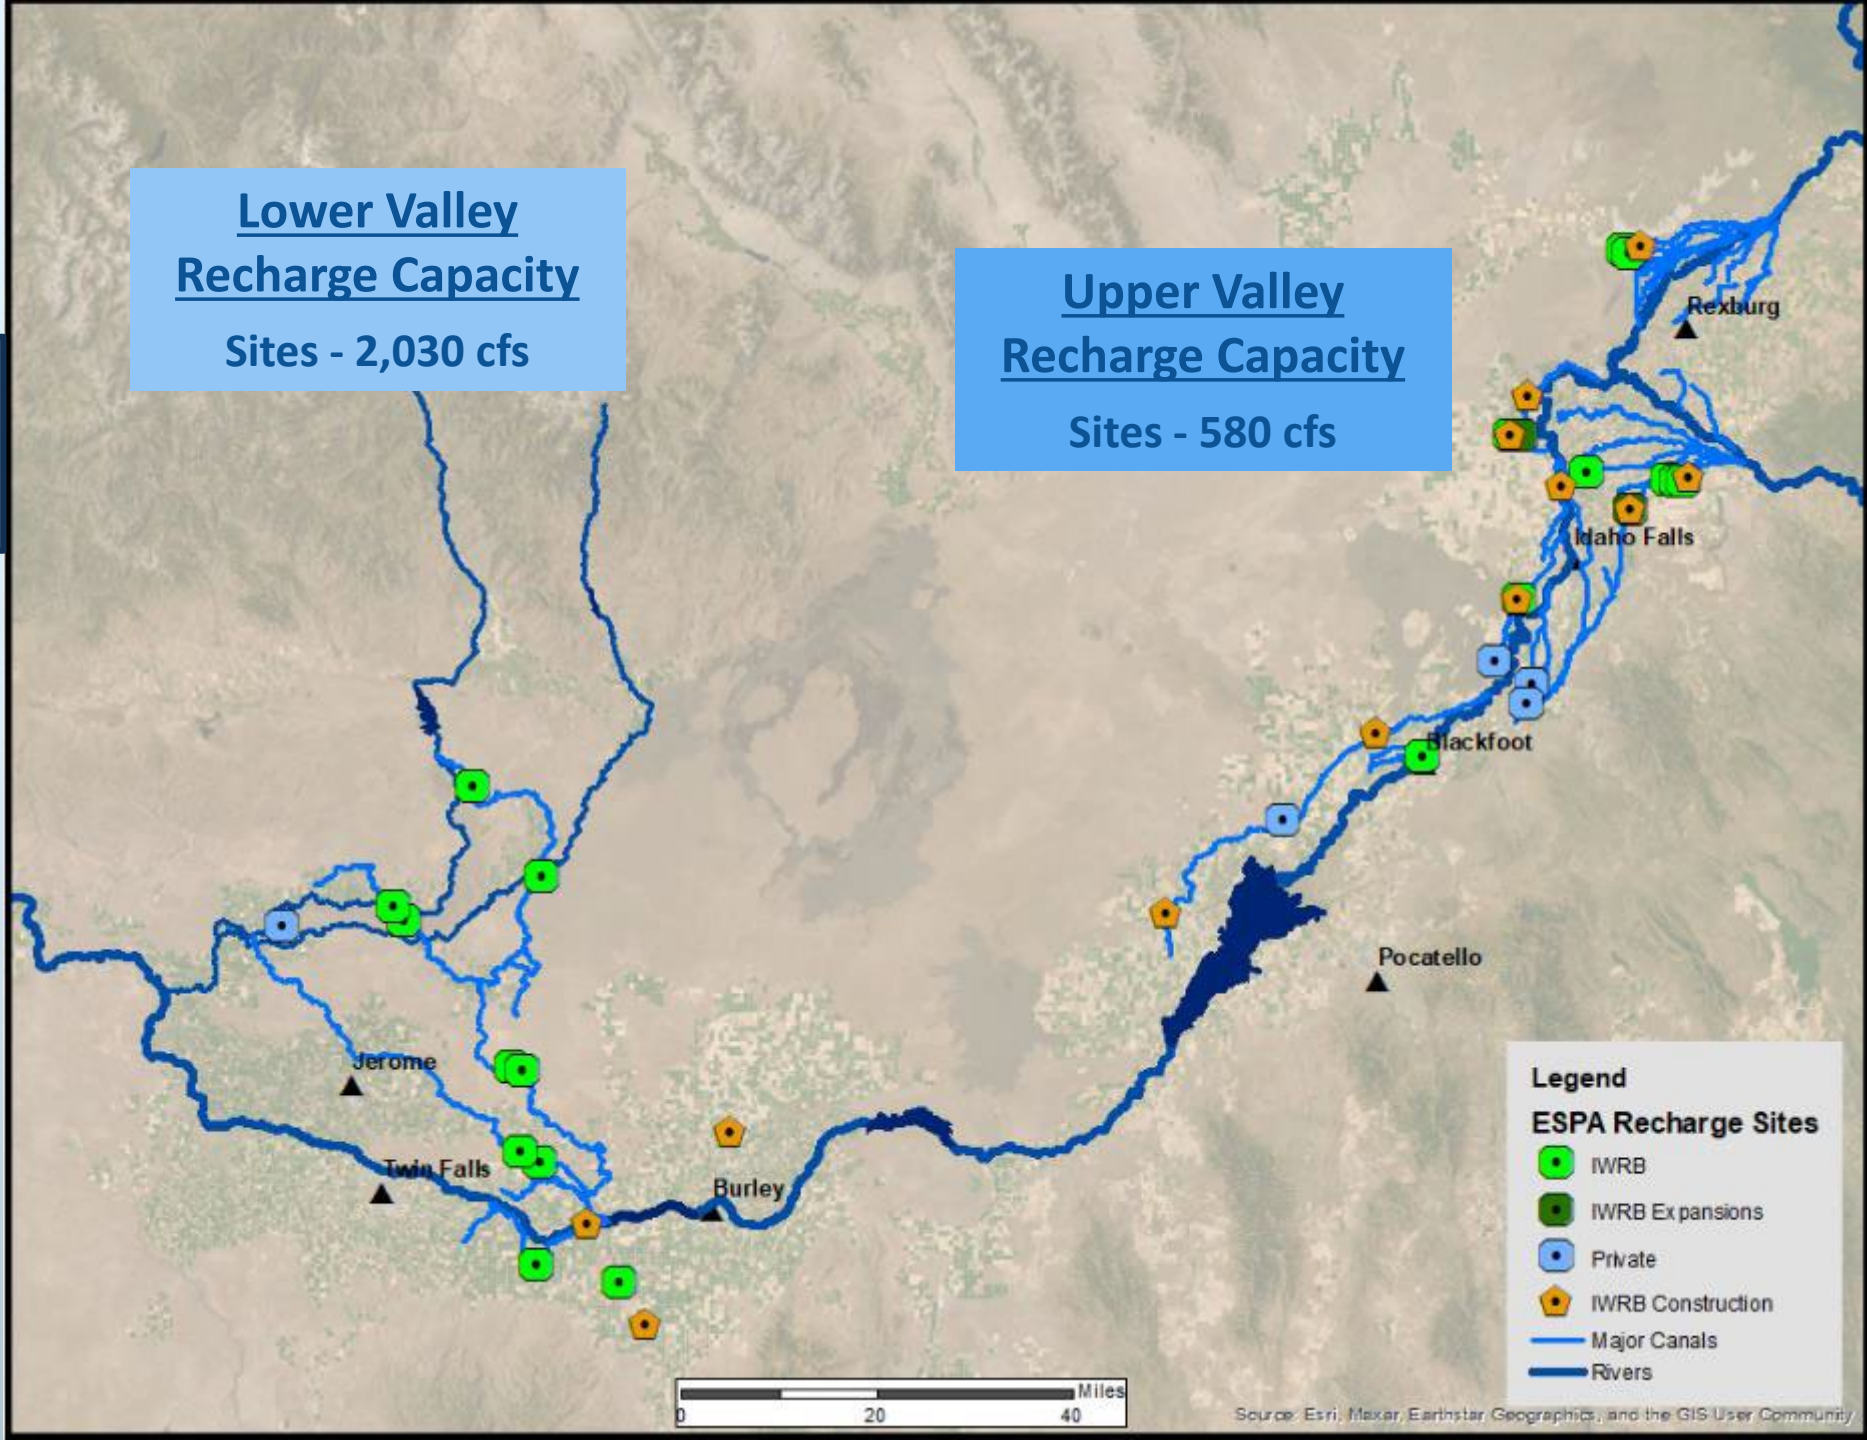 Lower Valley
Recharge Capacity
Sites - 2,030 cfs
Upper Valley
Recharge Capacity
Sites - 580 cfs
Rexburg
Idaho Falls
Blackfoot
Pocatello
Jerome
Twin Falls
Burley
Legend
ESPA Recharge Sites
IWRB
IWRB Expansions
Private
IWRB Construction
Major Canals
Rivers
Miles
0 20 40
Source: Esri, Maxar, Earthstar Geographics, and the GIS User Community